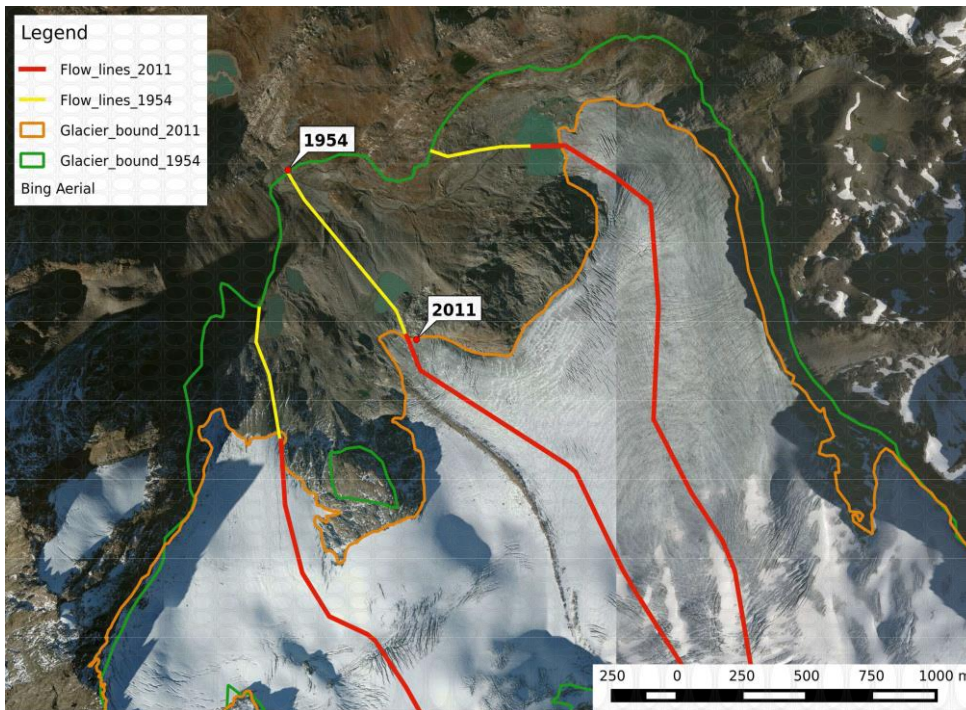 Legend
Flow_lines_2011
Flow_lines_1954
Glacier_bound_2011
Glacier_bound_1954
Bing Aerial
1954
2011
250 0 250 500 750 1000 m